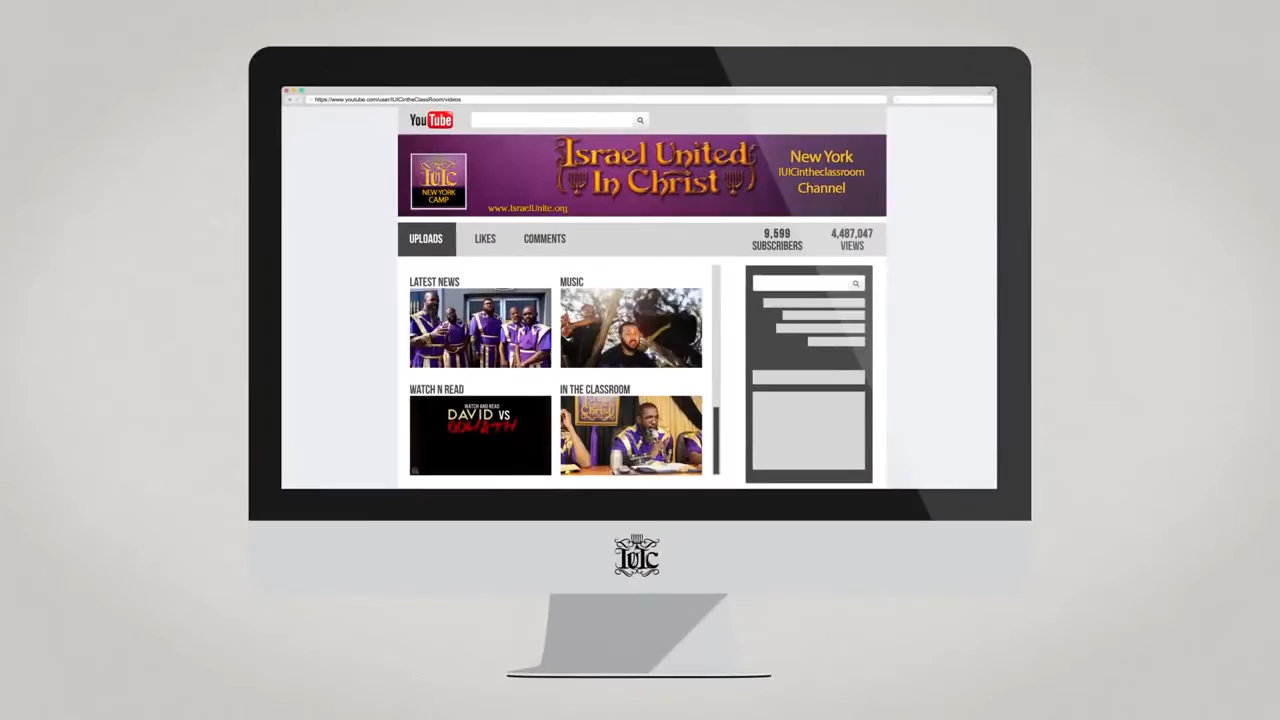 https://www.youtube.com/user/IUICintheClassRoom/videos
YouTube
Israel United
In Christ
New York
IUICintheclassroom
Channel
IUIC
NEW YORK
CAMP
www.IsraelUnite.org
UPLOADS LIKES COMMENTS
9,599
SUBSCRIBERS
4,487,047
VIEWS
LATEST NEWS
MUSIC
WATCH N READ
IN THE CLASSROOM
WATCH AND READ
DAVID VS
GOLIATH
Christ
IUIC